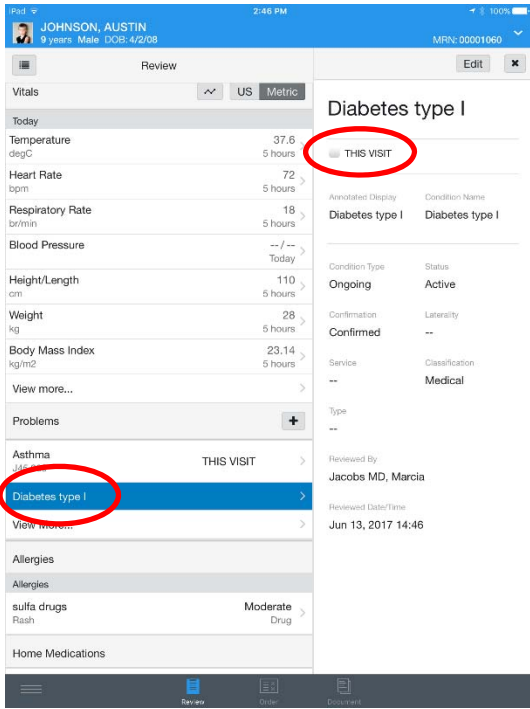 iPad 2:46 PM 100%
JOHNSON, AUSTIN
9 years Male DOB:4/2/08 MRN: 00001060
Review
Edit
Vitals US Metric
Today
Temperature 37.6
degC 5 hours
Heart Rate 72
bpm 5 hours
Respiratory Rate 18
br/min 5 hours
Blood Pressure --/--
Today
Height/Length 110
cm 5 hours
Weight 28
kg 5 hours
Body Mass Index 23.14
kg/m2 5 hours
View more...
Problems +
Asthma THIS VISIT
Diabetes type I
View More...
Allergies
Allergies
sulfa drugs Moderate
Rash Drug
Home Medications
Diabetes type I
THIS VISIT
Annotated Display Condition Name
Diabetes type I Diabetes type I
Condition Type Status
Ongoing Active
Confirmation Laterality
Confirmed --
Service Classification
-- Medical
Type
--
Reviewed By
Jacobs MD, Marcia
Reviewed Date/Time
Jun 13, 2017 14:46
Review Order Document